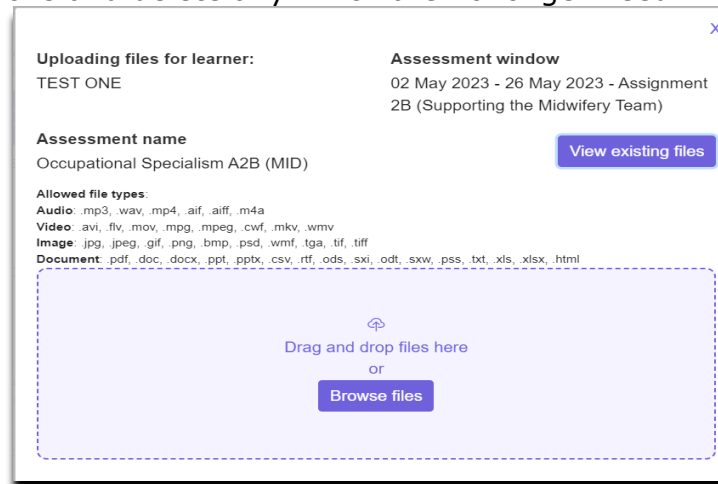 X
Uploading files for learner:
TEST ONE
Assessment window
02 May 2023 - 26 May 2023 - Assignment
2B (Supporting the Midwifery Team)
Assessment name
Occupational Specialism A2B (MID)
View existing files
Allowed file types:
Audio: .mp3, .wav, .mp4, .aif, .aiff, .m4a
Video: .avi, .flv, .mov, .mpg, .mpeg, .cwf, .mkv, .wmv
Image: .jpg, .jpeg, .gif, .png, .bmp, .psd, .wmf, .tga, .tif, .tiff
Document: .pdf, .doc, .docx, .ppt, .pptx, .csv, .rtf, .ods, .sxi, .odt, .sxw, .pss, .txt, .xls, .xlsx, .html
Drag and drop files here
or
Browse files